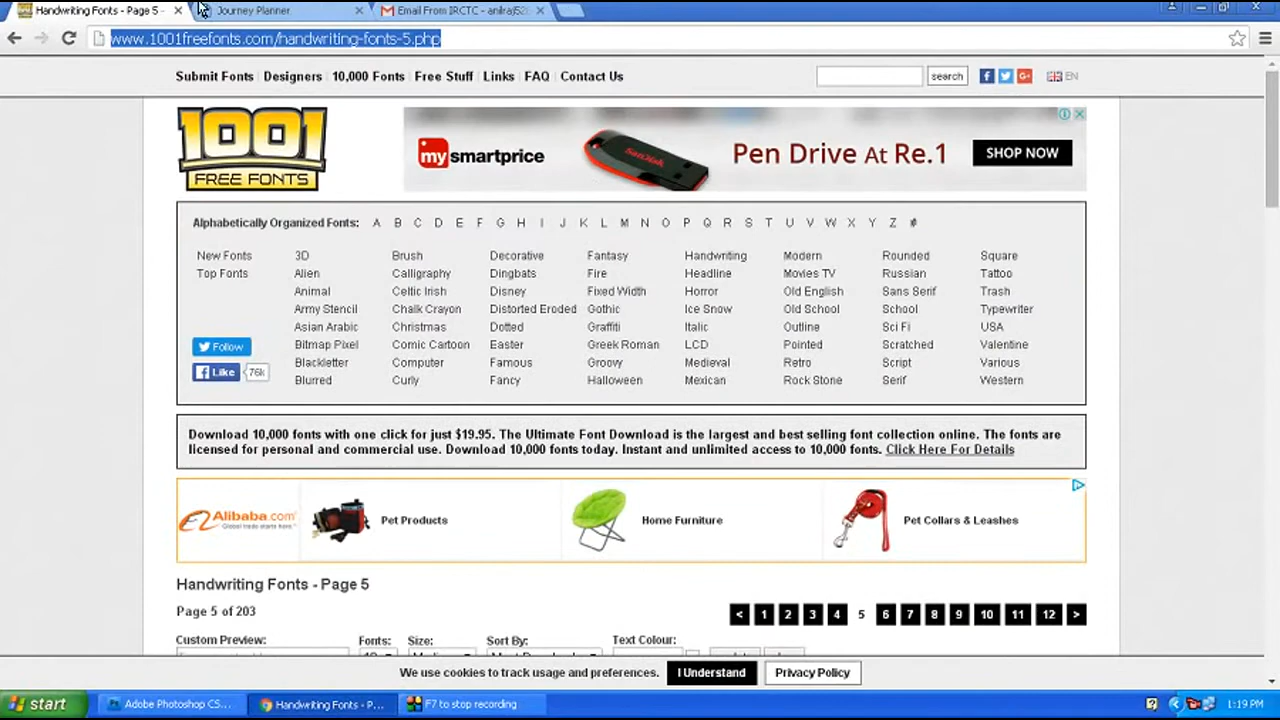 Handwriting Fonts - Page 5 -
Journey Planner
Email From IRCTC - anilraj52
www.1001freefonts.com/handwriting-fonts-5.php
Submit Fonts Designers 10,000 Fonts Free Stuff Links FAQ Contact Us
search
EN
1001
FREE FONTS
mysmartprice
SanDisk
Pen Drive At Re.1
SHOP NOW
Alphabetically Organized Fonts: A B C D E F G H I J K L M N O P Q R S T U V W X Y Z #
New Fonts 3D Brush Decorative Fantasy Handwriting Modern Rounded Square
Top Fonts Alien Calligraphy Dingbats Fire Headline Movies TV Russian Tattoo
Animal Celtic Irish Disney Fixed Width Horror Old English Sans Serif Trash
Army Stencil Chalk Crayon Distorted Eroded Gothic Ice Snow Old School School Typewriter
Asian Arabic Christmas Dotted Graffiti Italic Outline Sci Fi USA
Follow Bitmap Pixel Comic Cartoon Easter Greek Roman LCD Pointed Scratched Valentine
Blackletter Computer Famous Groovy Medieval Retro Script Various
Like 76k
Blurred Curly Fancy Halloween Mexican Rock Stone Serif Western
Download 10,000 fonts with one click for just $19.95. The Ultimate Font Download is the largest and best selling font collection online. The fonts are
licensed for personal and commercial use. Download 10,000 fonts today. Instant and unlimited access to 10,000 fonts. Click Here For Details
Alibaba.com
Global trade starts here.
Pet Products
Home Furniture
Pet Collars & Leashes
Handwriting Fonts - Page 5
Page 5 of 203
< 1 2 3 4 5 6 7 8 9 10 11 12 >
Custom Preview: Fonts: Size: Sort By: Text Colour:
We use cookies to track usage and preferences. I Understand Privacy Policy
start
Adobe Photoshop CS...
Handwriting Fonts - P...
F7 to stop recording
1:19 PM